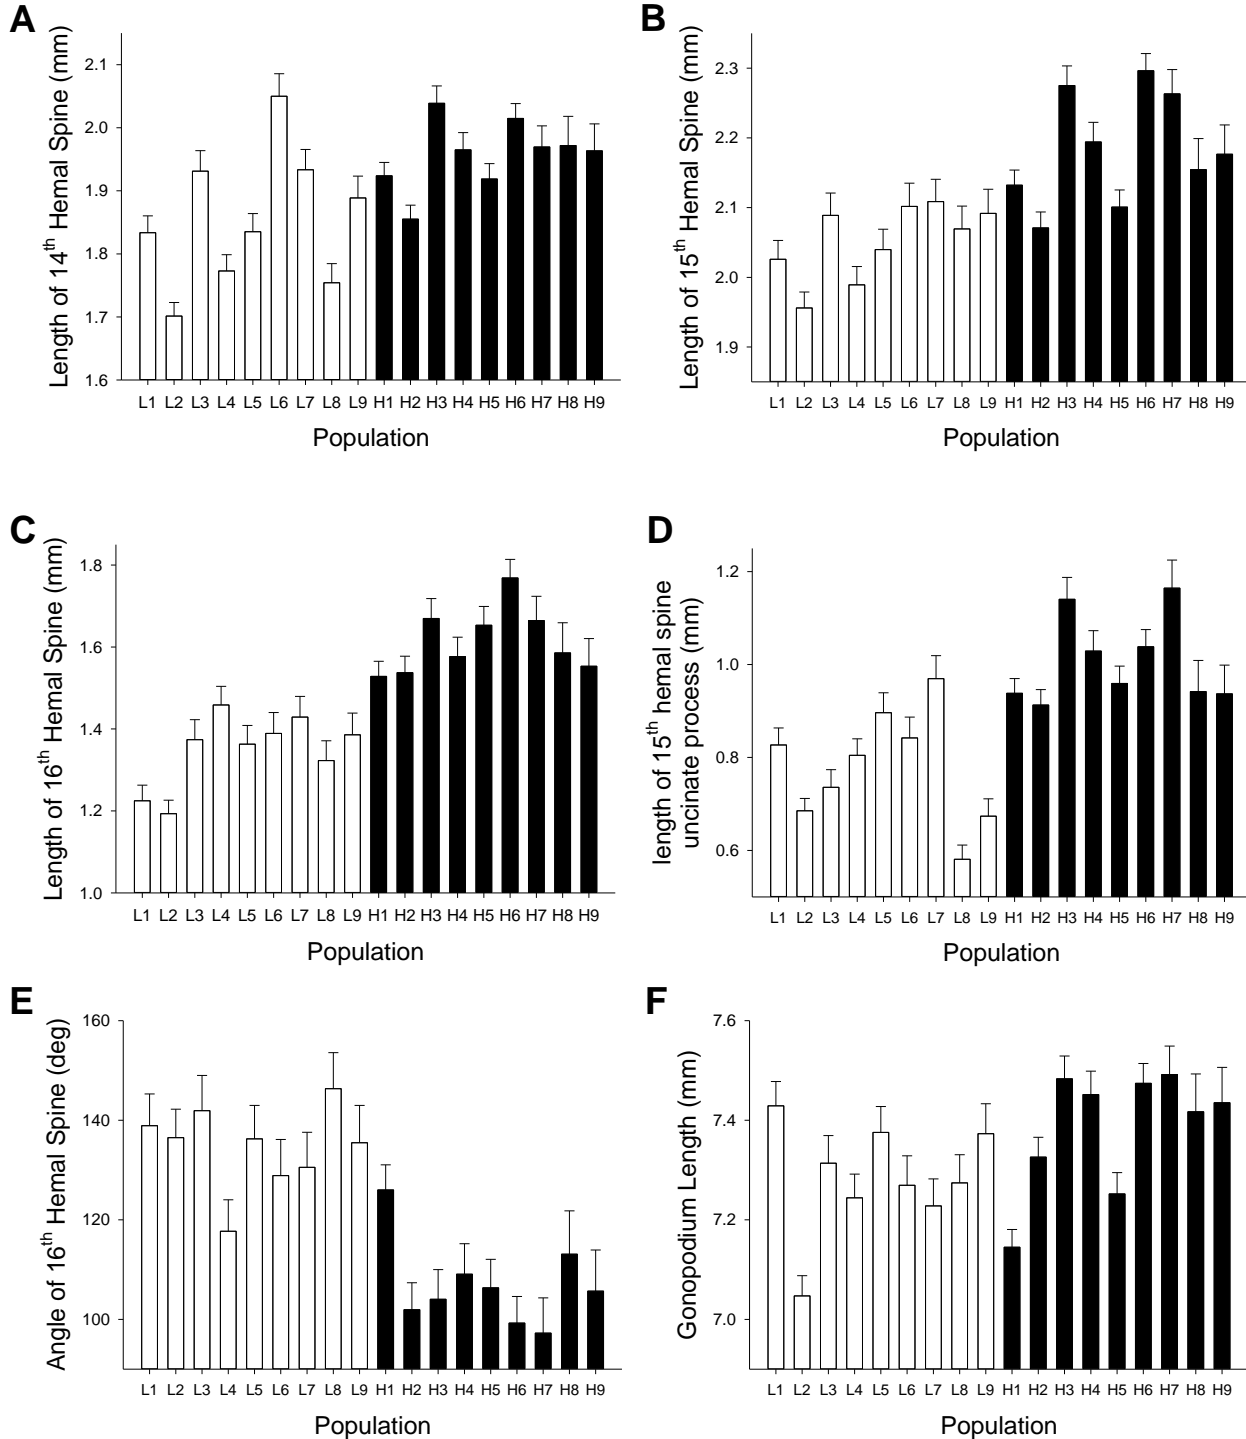 A
Length of 14th Hemal Spine (mm)
2.1
2.0
1.9
1.8
1.7
1.6
L1 L2 L3 L4 L5 L6 L7 L8 L9 H1 H2 H3 H4 H5 H6 H7 H8 H9
Population
B
Length of 15th Hemal Spine (mm)
2.3
2.2
2.1
2.0
1.9
L1 L2 L3 L4 L5 L6 L7 L8 L9 H1 H2 H3 H4 H5 H6 H7 H8 H9
Population
C
Length of 16th Hemal Spine (mm)
1.8
1.6
1.4
1.2
1.0
L1 L2 L3 L4 L5 L6 L7 L8 L9 H1 H2 H3 H4 H5 H6 H7 H8 H9
Population
D
length of 15th hemal spine
uncinate process (mm)
1.2
1.0
0.8
0.6
L1 L2 L3 L4 L5 L6 L7 L8 L9 H1 H2 H3 H4 H5 H6 H7 H8 H9
Population
E
Angle of 16th Hemal Spine (deg)
160
140
120
100
L1 L2 L3 L4 L5 L6 L7 L8 L9 H1 H2 H3 H4 H5 H6 H7 H8 H9
Population
F
Gonopodium Length (mm)
7.6
7.4
7.2
7.0
L1 L2 L3 L4 L5 L6 L7 L8 L9 H1 H2 H3 H4 H5 H6 H7 H8 H9
Population